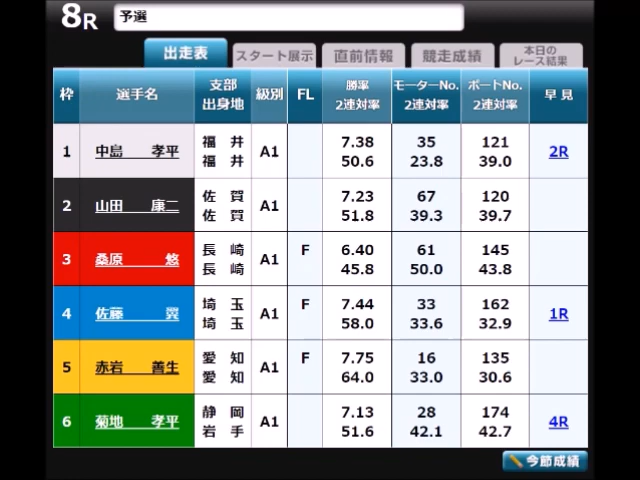 8R 予選
出走表 スタート展示 直前情報 競走成績 本日の
レース結果
枠 選手名 支部
出身地 級別 FL 勝率
2連対率 モーターNo.
2連対率 ボートNo.
2連対率 早見
1 中島 孝平 福井
福井 A1 7.38
50.6 35
23.8 121
39.0 2R
2 山田 康二 佐賀
佐賀 A1 7.23
51.8 67
39.3 120
39.7
3 桑原 悠 長崎
長崎 A1 F 6.40
45.8 61
50.0 145
43.8
4 佐藤 翼 埼玉
埼玉 A1 F 7.44
58.0 33
33.6 162
32.9 1R
5 赤岩 善生 愛知
愛知 A1 F 7.75
64.0 16
33.0 135
30.6
6 菊地 孝平 静岡
岩手 A1 7.13
51.6 28
42.1 174
42.7 4R
今節成績